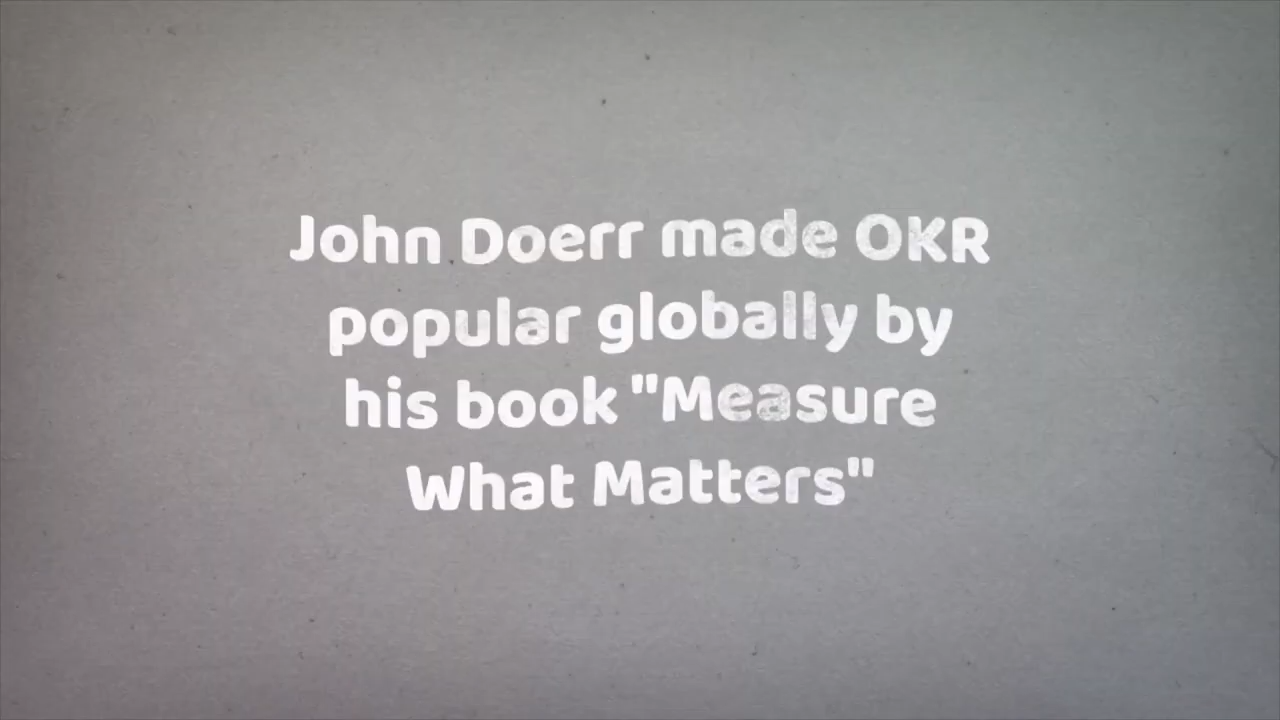 John Doerr made OKR
popular globally by
his book "Measure
What Matters"